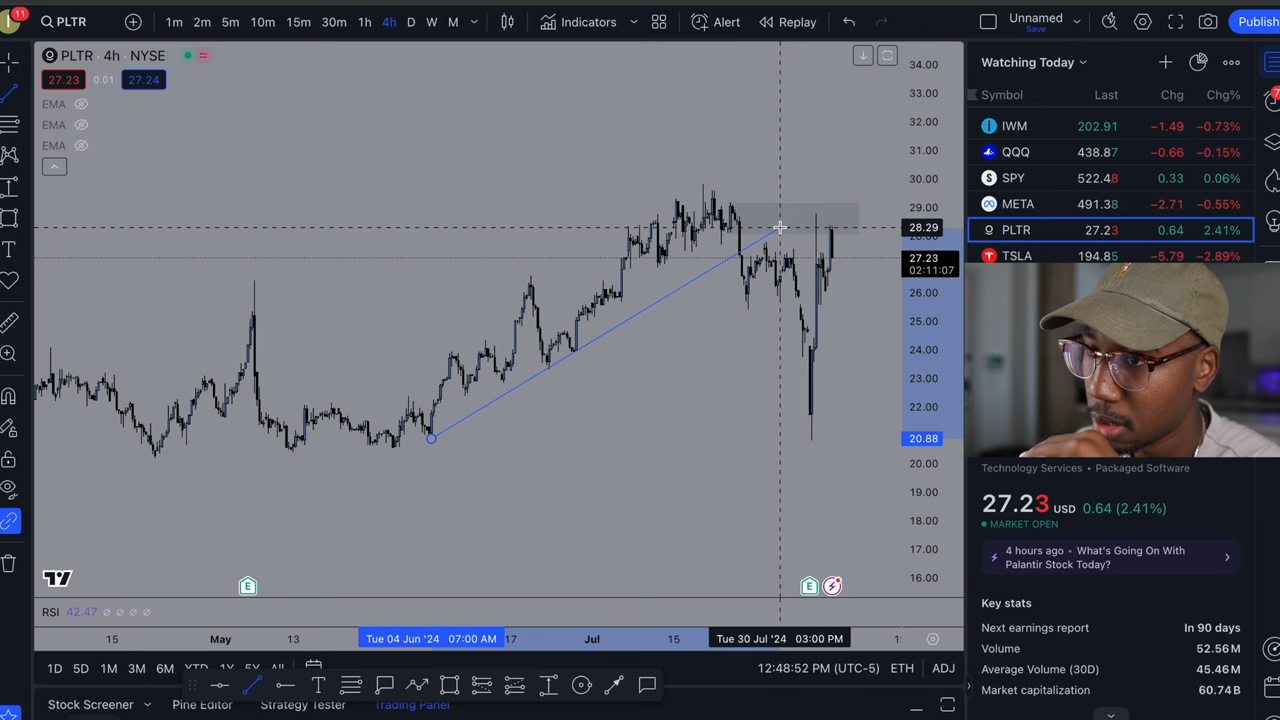 11
PLTR
1m 2m 5m 10m 15m 30m 1h 4h D W M
Indicators
Alert
Replay
Unnamed
Save
Publish
PLTR · 4h · NYSE
27.23 0.01 27.24
EMA
EMA
EMA
34.00
33.00
32.00
31.00
30.00
29.00
28.29
27.23
02:11:07
26.00
25.00
24.00
23.00
22.00
20.88
20.00
19.00
18.00
17.00
16.00
E
E
RSI 42.47
15
May
13
Tue 04 Jun '24 07:00 AM
17
Jul
15
Tue 30 Jul '24 03:00 PM
1D 5D 1M 3M 6M YTD 1Y 5Y All
12:48:52 PM (UTC-5) ETH ADJ
Stock Screener
Pine Editor
Strategy Tester
Trading Panel
Watching Today
Symbol Last Chg Chg%
IWM 202.91 −1.49 −0.73%
QQQ 438.87 −0.66 −0.15%
SPY 522.48 0.33 0.06%
META 491.38 −2.71 −0.55%
PLTR 27.23 0.64 2.41%
TSLA 194.85 −5.79 −2.89%
Technology Services • Packaged Software
27.23 USD 0.64 (2.41%)
MARKET OPEN
4 hours ago • What's Going On With
Palantir Stock Today?
Key stats
Next earnings report In 90 days
Volume 52.56M
Average Volume (30D) 45.46M
Market capitalization 60.74B